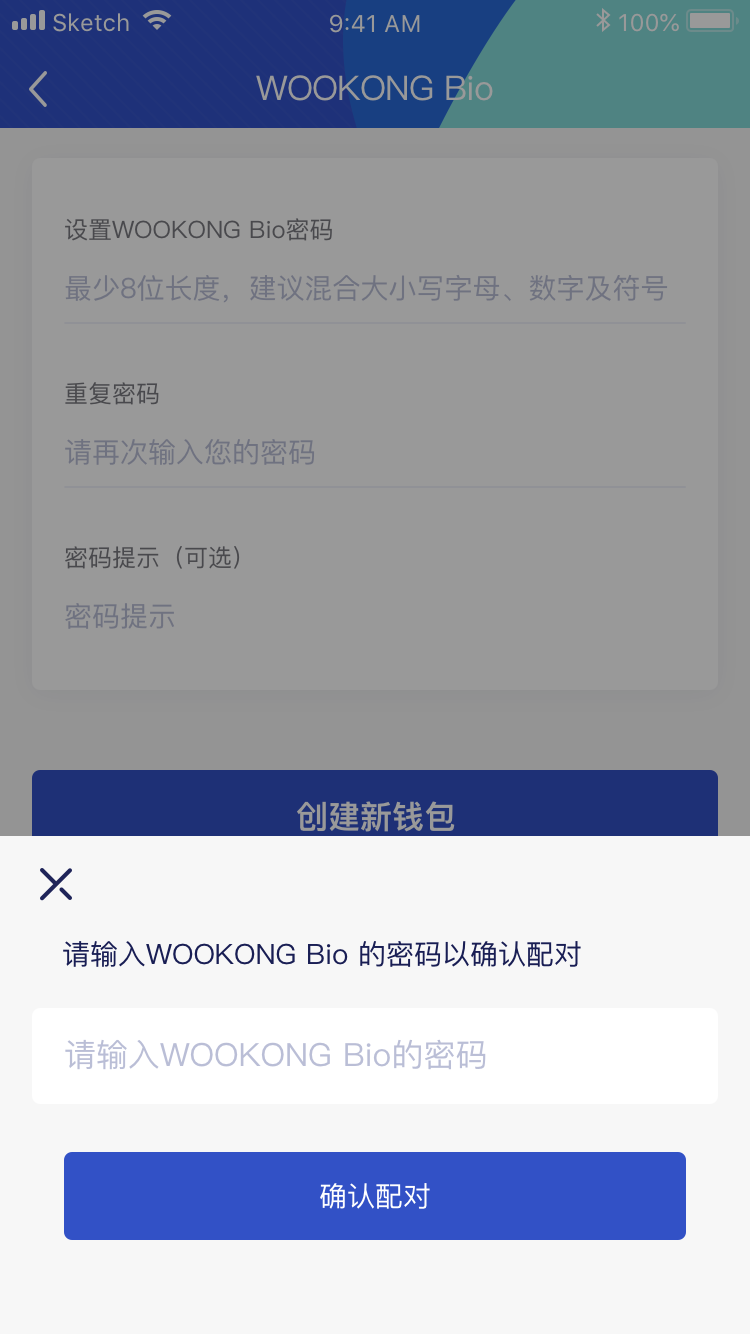 Sketch
9:41 AM
100%
WOOKONG Bio
设置WOOKONG Bio密码
最少8位长度，建议混合大小写字母、数字及符号
重复密码
请再次输入您的密码
密码提示（可选）
密码提示
创建新钱包
请输入WOOKONG Bio 的密码以确认配对
请输入WOOKONG Bio的密码
确认配对